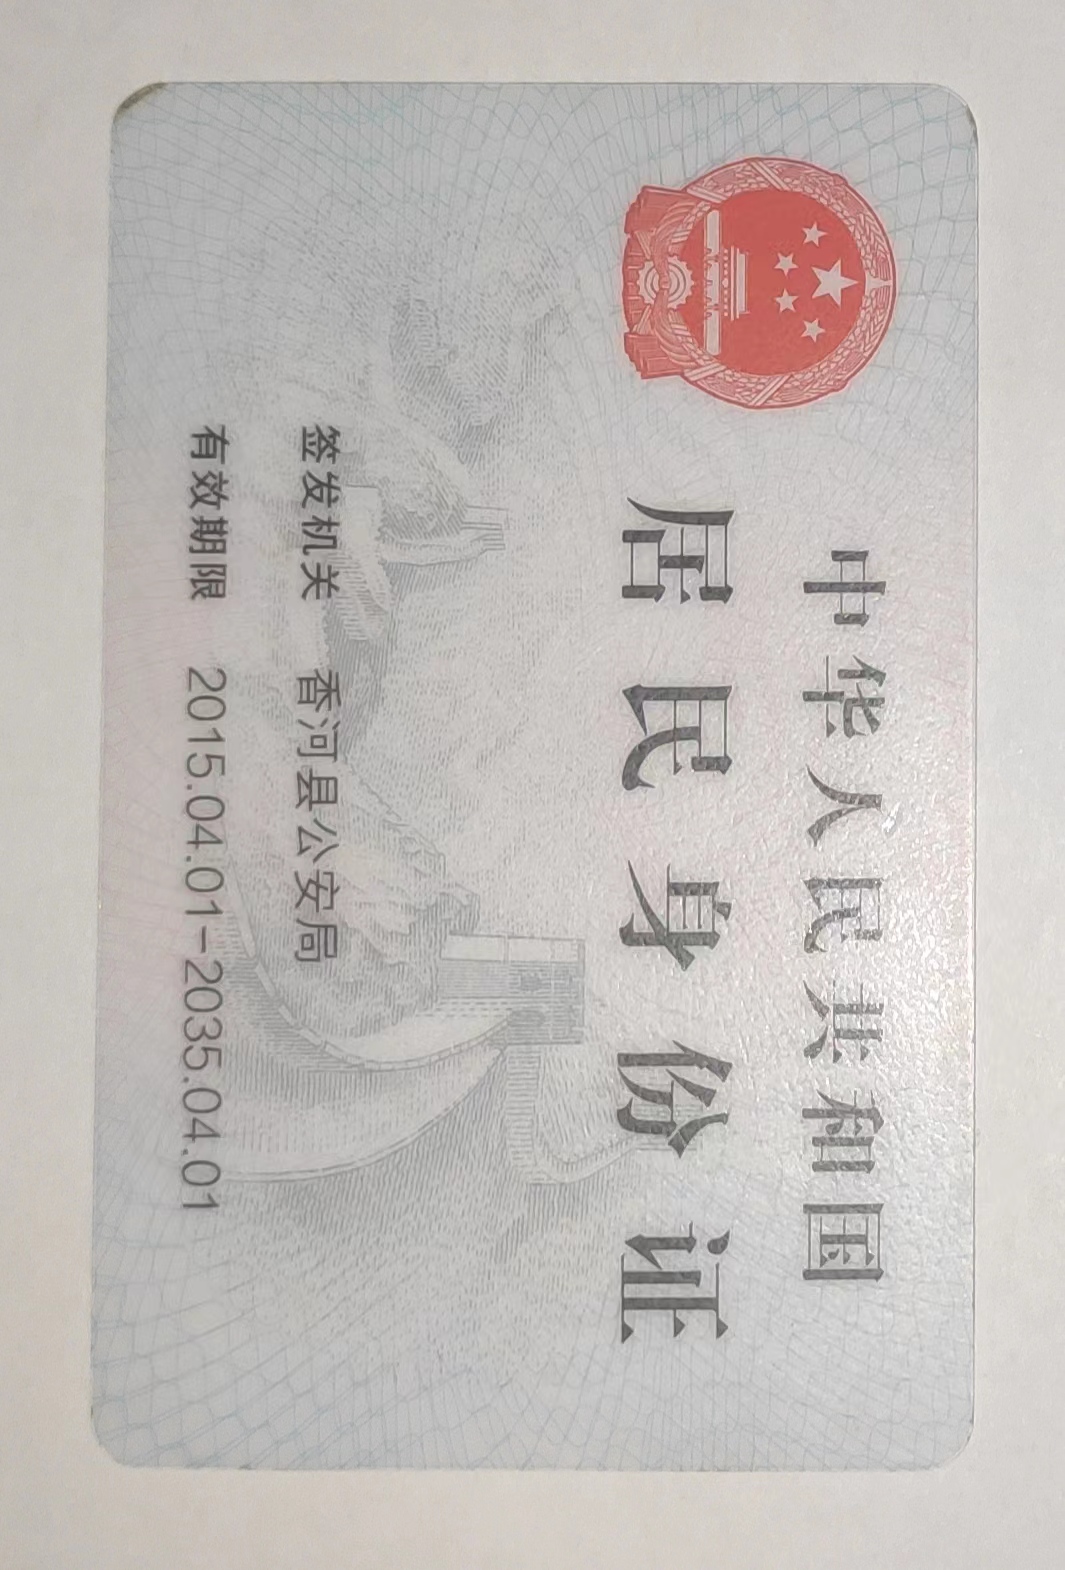 中华人民共和国
居民身份证
签发机关 香河县公安局
有效期限 2015.04.01-2035.04.01